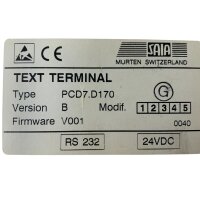 CE SAIA
MURTEN SWITZERLAND
TEXT TERMINAL
Type PCD7.D170 G
Version B Modif. 1 2 3 4 5
Firmware V001 0040
RS 232 24VDC